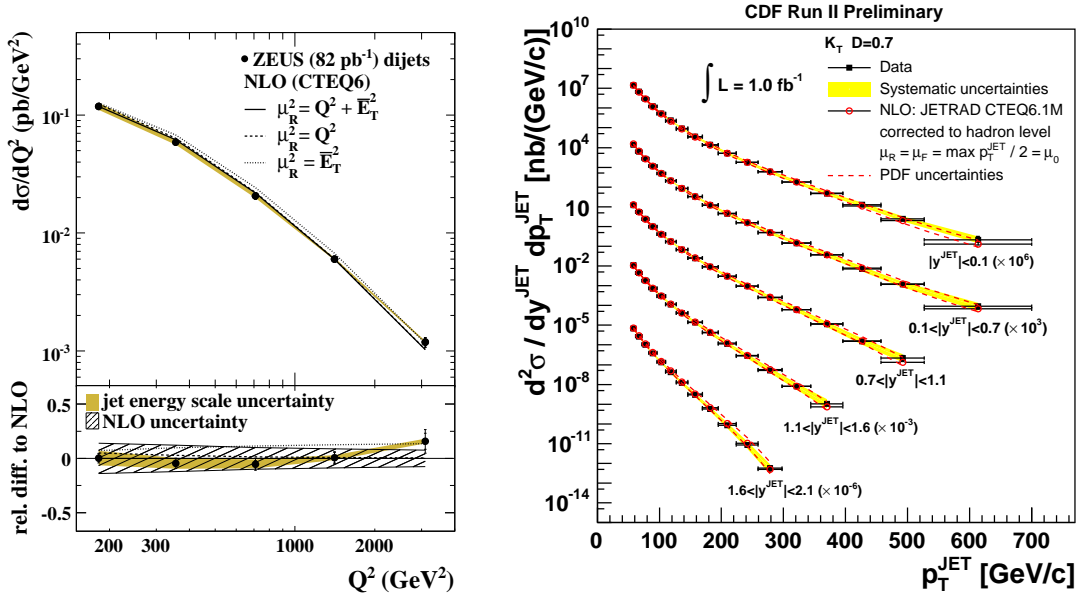 10⁻¹
10⁻²
10⁻³
dσ/dQ² (pb/GeV²)
ZEUS (82 pb⁻¹) dijets
NLO (CTEQ6)
μ_R² = Q² + E̅_T²
μ_R² = Q²
μ_R² = E̅_T²
jet energy scale uncertainty
NLO uncertainty
0.5
0
-0.5
rel. diff. to NLO
200 300 1000 2000
Q² (GeV²)
CDF Run II Preliminary
K_T D=0.7
∫ L = 1.0 fb⁻¹
Data
Systematic uncertainties
NLO: JETRAD CTEQ6.1M
corrected to hadron level
μ_R = μ_F = max p_T^JET / 2 = μ_0
PDF uncertainties
|y^JET|<0.1 (×10⁶)
0.1<|y^JET|<0.7 (×10³)
0.7<|y^JET|<1.1
1.1<|y^JET|<1.6 (×10⁻³)
1.6<|y^JET|<2.1 (×10⁻⁶)
10¹⁰
10⁷
10⁴
10
10⁻²
10⁻⁵
10⁻⁸
10⁻¹¹
10⁻¹⁴
d²σ / dy^JET dp_T^JET [nb/(GeV/c)]
0 100 200 300 400 500 600 700
p_T^JET [GeV/c]